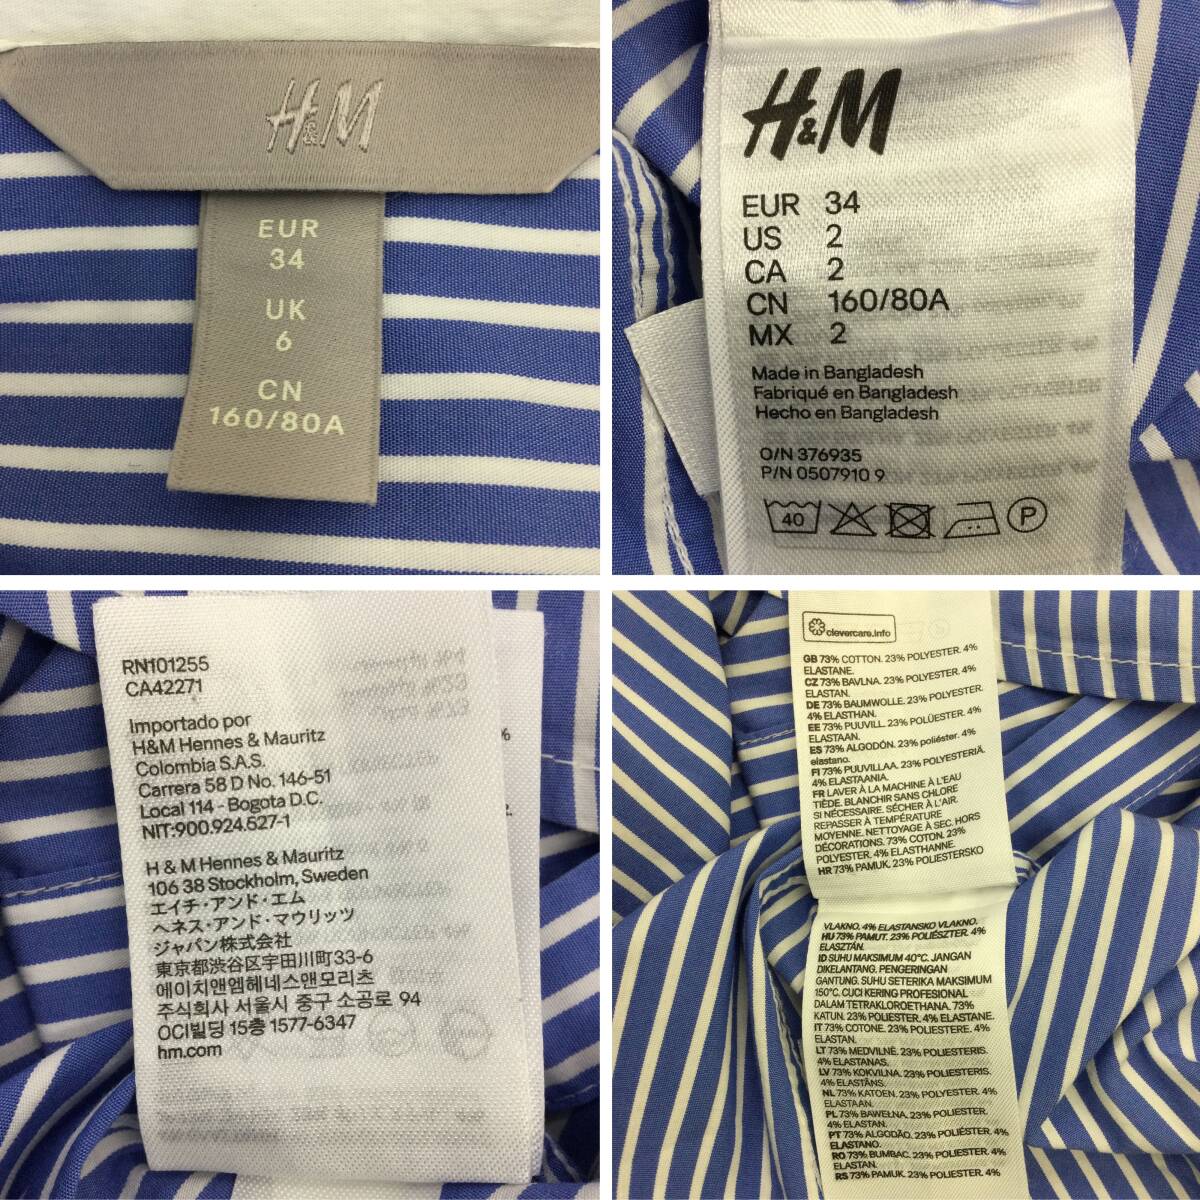 H&M
EUR
34
UK
6
CN
160/80A
H&M
EUR 34
US 2
CA 2
CN 160/80A
MX 2
Made in Bangladesh
Fabriqué en Bangladesh
Hecho en Bangladesh
O/N 376935
P/N 0507910 9
40
P
RN101255
CA42271
Importado por
H&M Hennes & Mauritz
Colombia S.A.S.
Carrera 58 D No. 146-51
Local 114 - Bogota D.C.
NIT:900.924.527-1
H & M Hennes & Mauritz
106 38 Stockholm, Sweden
エイチ・アンド・エム
ヘネス・アンド・マウリッツ
ジャパン株式会社
東京都渋谷区宇田川町33-6
에이치앤엠헤네스앤모리츠
주식회사 서울시 중구 소공로 94
OCI빌딩 15층 1577-6347
hm.com
clevercare.info
GB 73% COTTON. 23% POLYESTER. 4%
ELASTANE.
CZ 73% BAVLNA. 23% POLYESTER. 4%
ELASTAN.
DE 73% BAUMWOLLE. 23% POLYESTER.
4% ELASTHAN.
EE 73% PUUVILL. 23% POLÜESTER. 4%
ELASTAAN.
ES 73% ALGODÓN. 23% poliéster. 4%
elastano.
FI 73% PUUVILLAA. 23% POLYESTERIÄ.
4% ELASTAANIA.
FR LAVER À LA MACHINE À L'EAU
TIÈDE. BLANCHIR SANS CHLORE
SI NÉCESSAIRE. SÉCHER À L'AIR.
REPASSER À TEMPÉRATURE
MOYENNE. NETTOYAGE À SEC. HORS
DÉCORATIONS. 73% COTON. 23%
POLYESTER. 4% ELASTHANNE.
HR 73% PAMUK. 23% POLIESTERSKO
VLAKNO. 4% ELASTANSKO VLAKNO.
HU 73% PAMUT. 23% POLIÉSZTER. 4%
ELASZTÁN.
ID SUHU MAKSIMUM 40°C. JANGAN
DIKELANTANG. PENGERINGAN
GANTUNG. SUHU SETERIKA MAKSIMUM
150°C. CUCI KERING PROFESIONAL
DALAM TETRAKLOROETHANA. 73%
KATUN. 23% POLIESTER. 4% ELASTANE.
IT 73% COTONE. 23% POLIESTERE. 4%
ELASTAN.
LT 73% MEDVILNĖ. 23% POLIESTERIS.
4% ELASTANAS.
LV 73% KOKVILNA. 23% POLIESTERIS.
4% ELASTĀNS.
NL 73% KATOEN. 23% POLYESTER. 4%
ELASTAAN.
PL 73% BAWEŁNA. 23% POLIESTER.
4% ELASTAN.
PT 73% ALGODÃO. 23% POLIÉSTER. 4%
ELASTANO.
RO 73% BUMBAC. 23% POLIESTER. 4%
ELASTAN.
RS 73% PAMUK. 23% POLIESTER. 4%